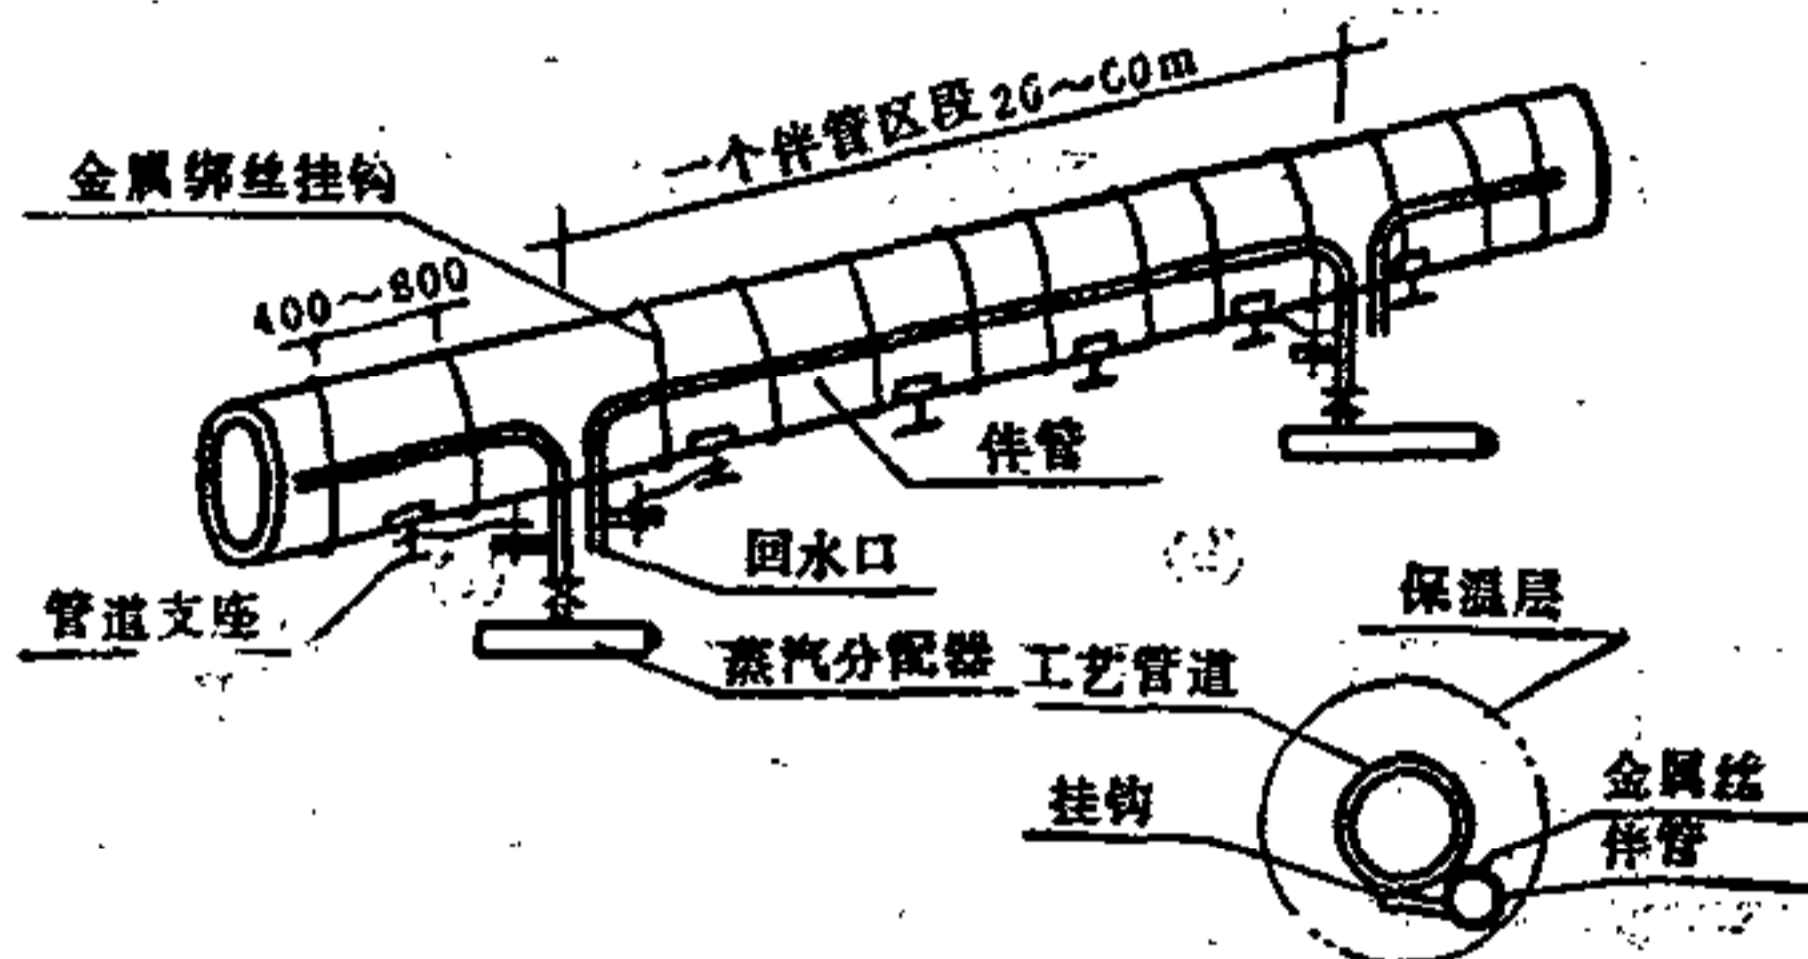 一个伴管区段20~60m
金属绑丝挂钩
400~800
伴管
回水口
保温层
管道支座
蒸汽分配器
工艺管道
金属丝
挂钩
伴管